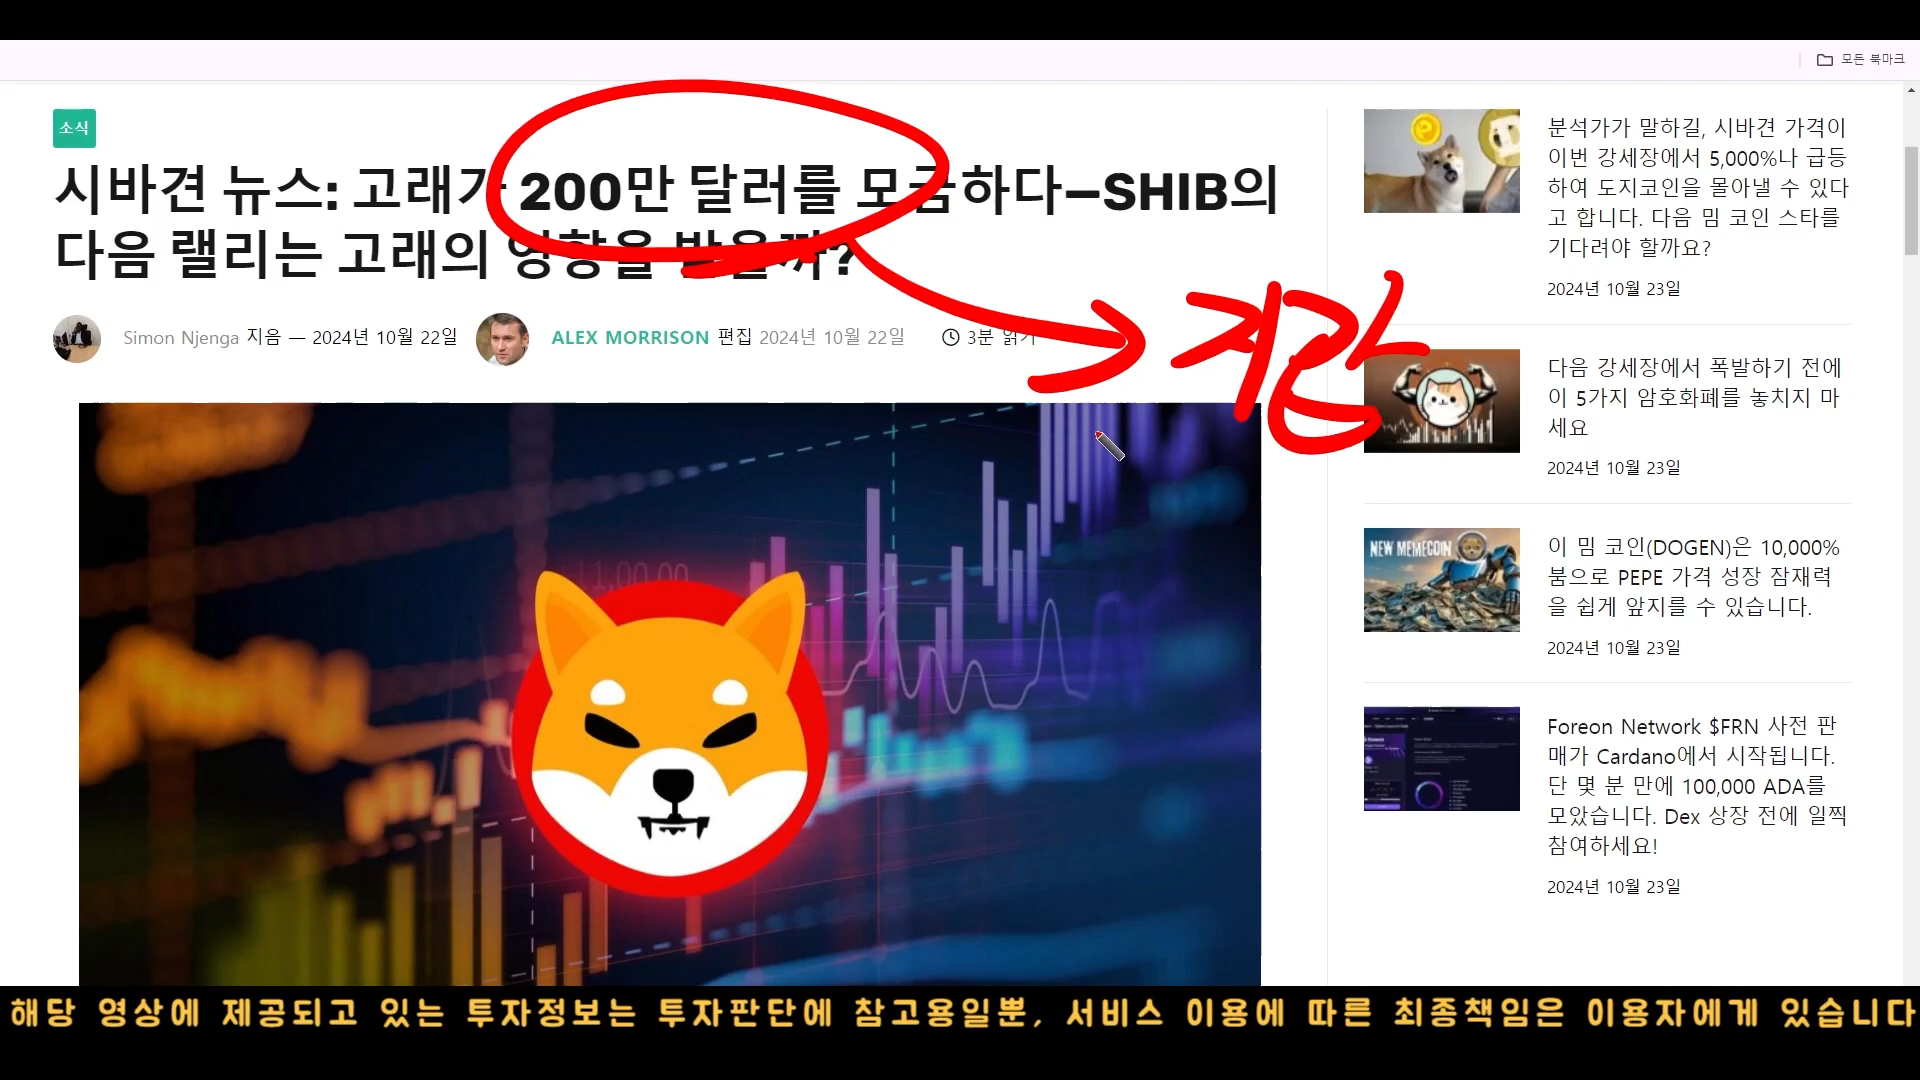 모든 북마크
소식
시바견 뉴스: 고래가 200만 달러를 모금하다—SHIB의
다음 랠리는 고래의 영향을 받을까?
Simon Njenga 지음 — 2024년 10월 22일
ALEX MORRISON 편집 2024년 10월 22일
3분 읽기
분석가가 말하길, 시바견 가격이
이번 강세장에서 5,000%나 급등
하여 도지코인을 몰아낼 수 있다
고 합니다. 다음 밈 코인 스타를
기다려야 할까요?
2024년 10월 23일
다음 강세장에서 폭발하기 전에
이 5가지 암호화폐를 놓치지 마
세요
2024년 10월 23일
NEW MEMECOIN
이 밈 코인(DOGEN)은 10,000%
붐으로 PEPE 가격 성장 잠재력
을 쉽게 앞지를 수 있습니다.
2024년 10월 23일
Foreon Network $FRN 사전 판
매가 Cardano에서 시작됩니다.
단 몇 분 만에 100,000 ADA를
모았습니다. Dex 상장 전에 일찍
참여하세요!
2024년 10월 23일
해당 영상에 제공되고 있는 투자정보는 투자판단에 참고용일뿐, 서비스 이용에 따른 최종책임은 이용자에게 있습니다